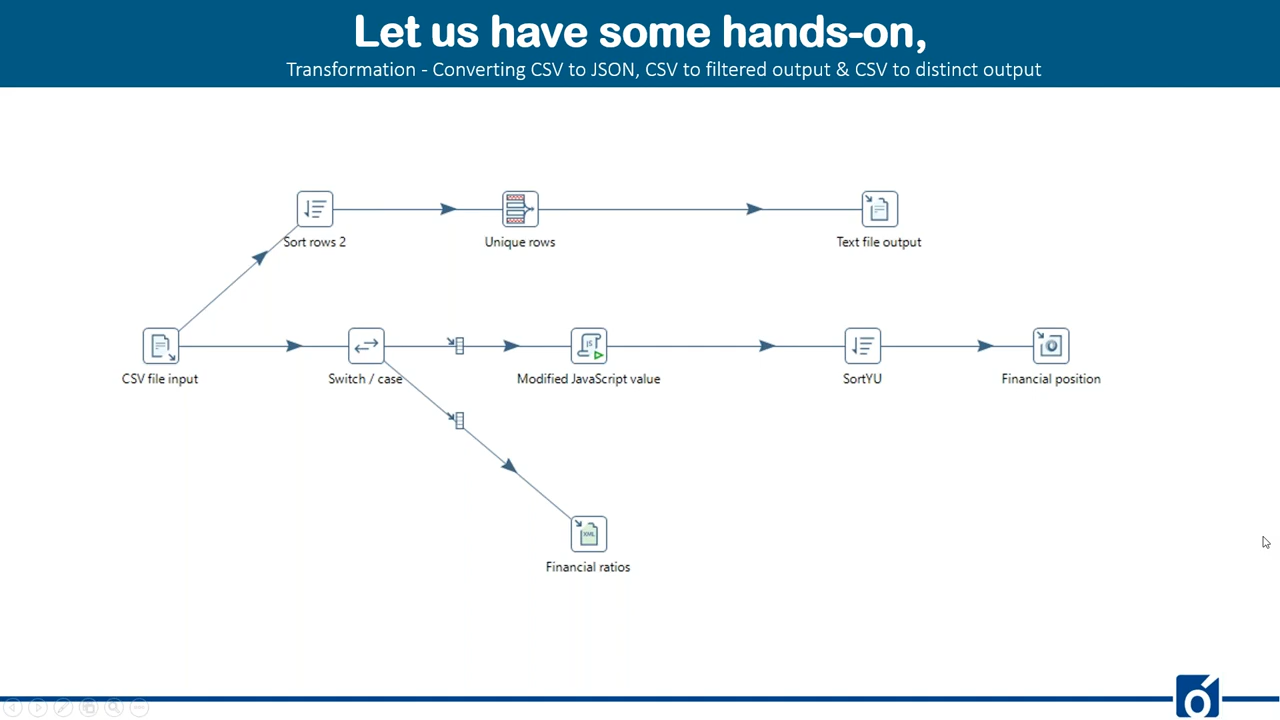 Let us have some hands-on,
Transformation - Converting CSV to JSON, CSV to filtered output & CSV to distinct output
Sort rows 2
Unique rows
Text file output
CSV file input
Switch / case
JS
Modified JavaScript value
SortYU
Financial position
XML
Financial ratios